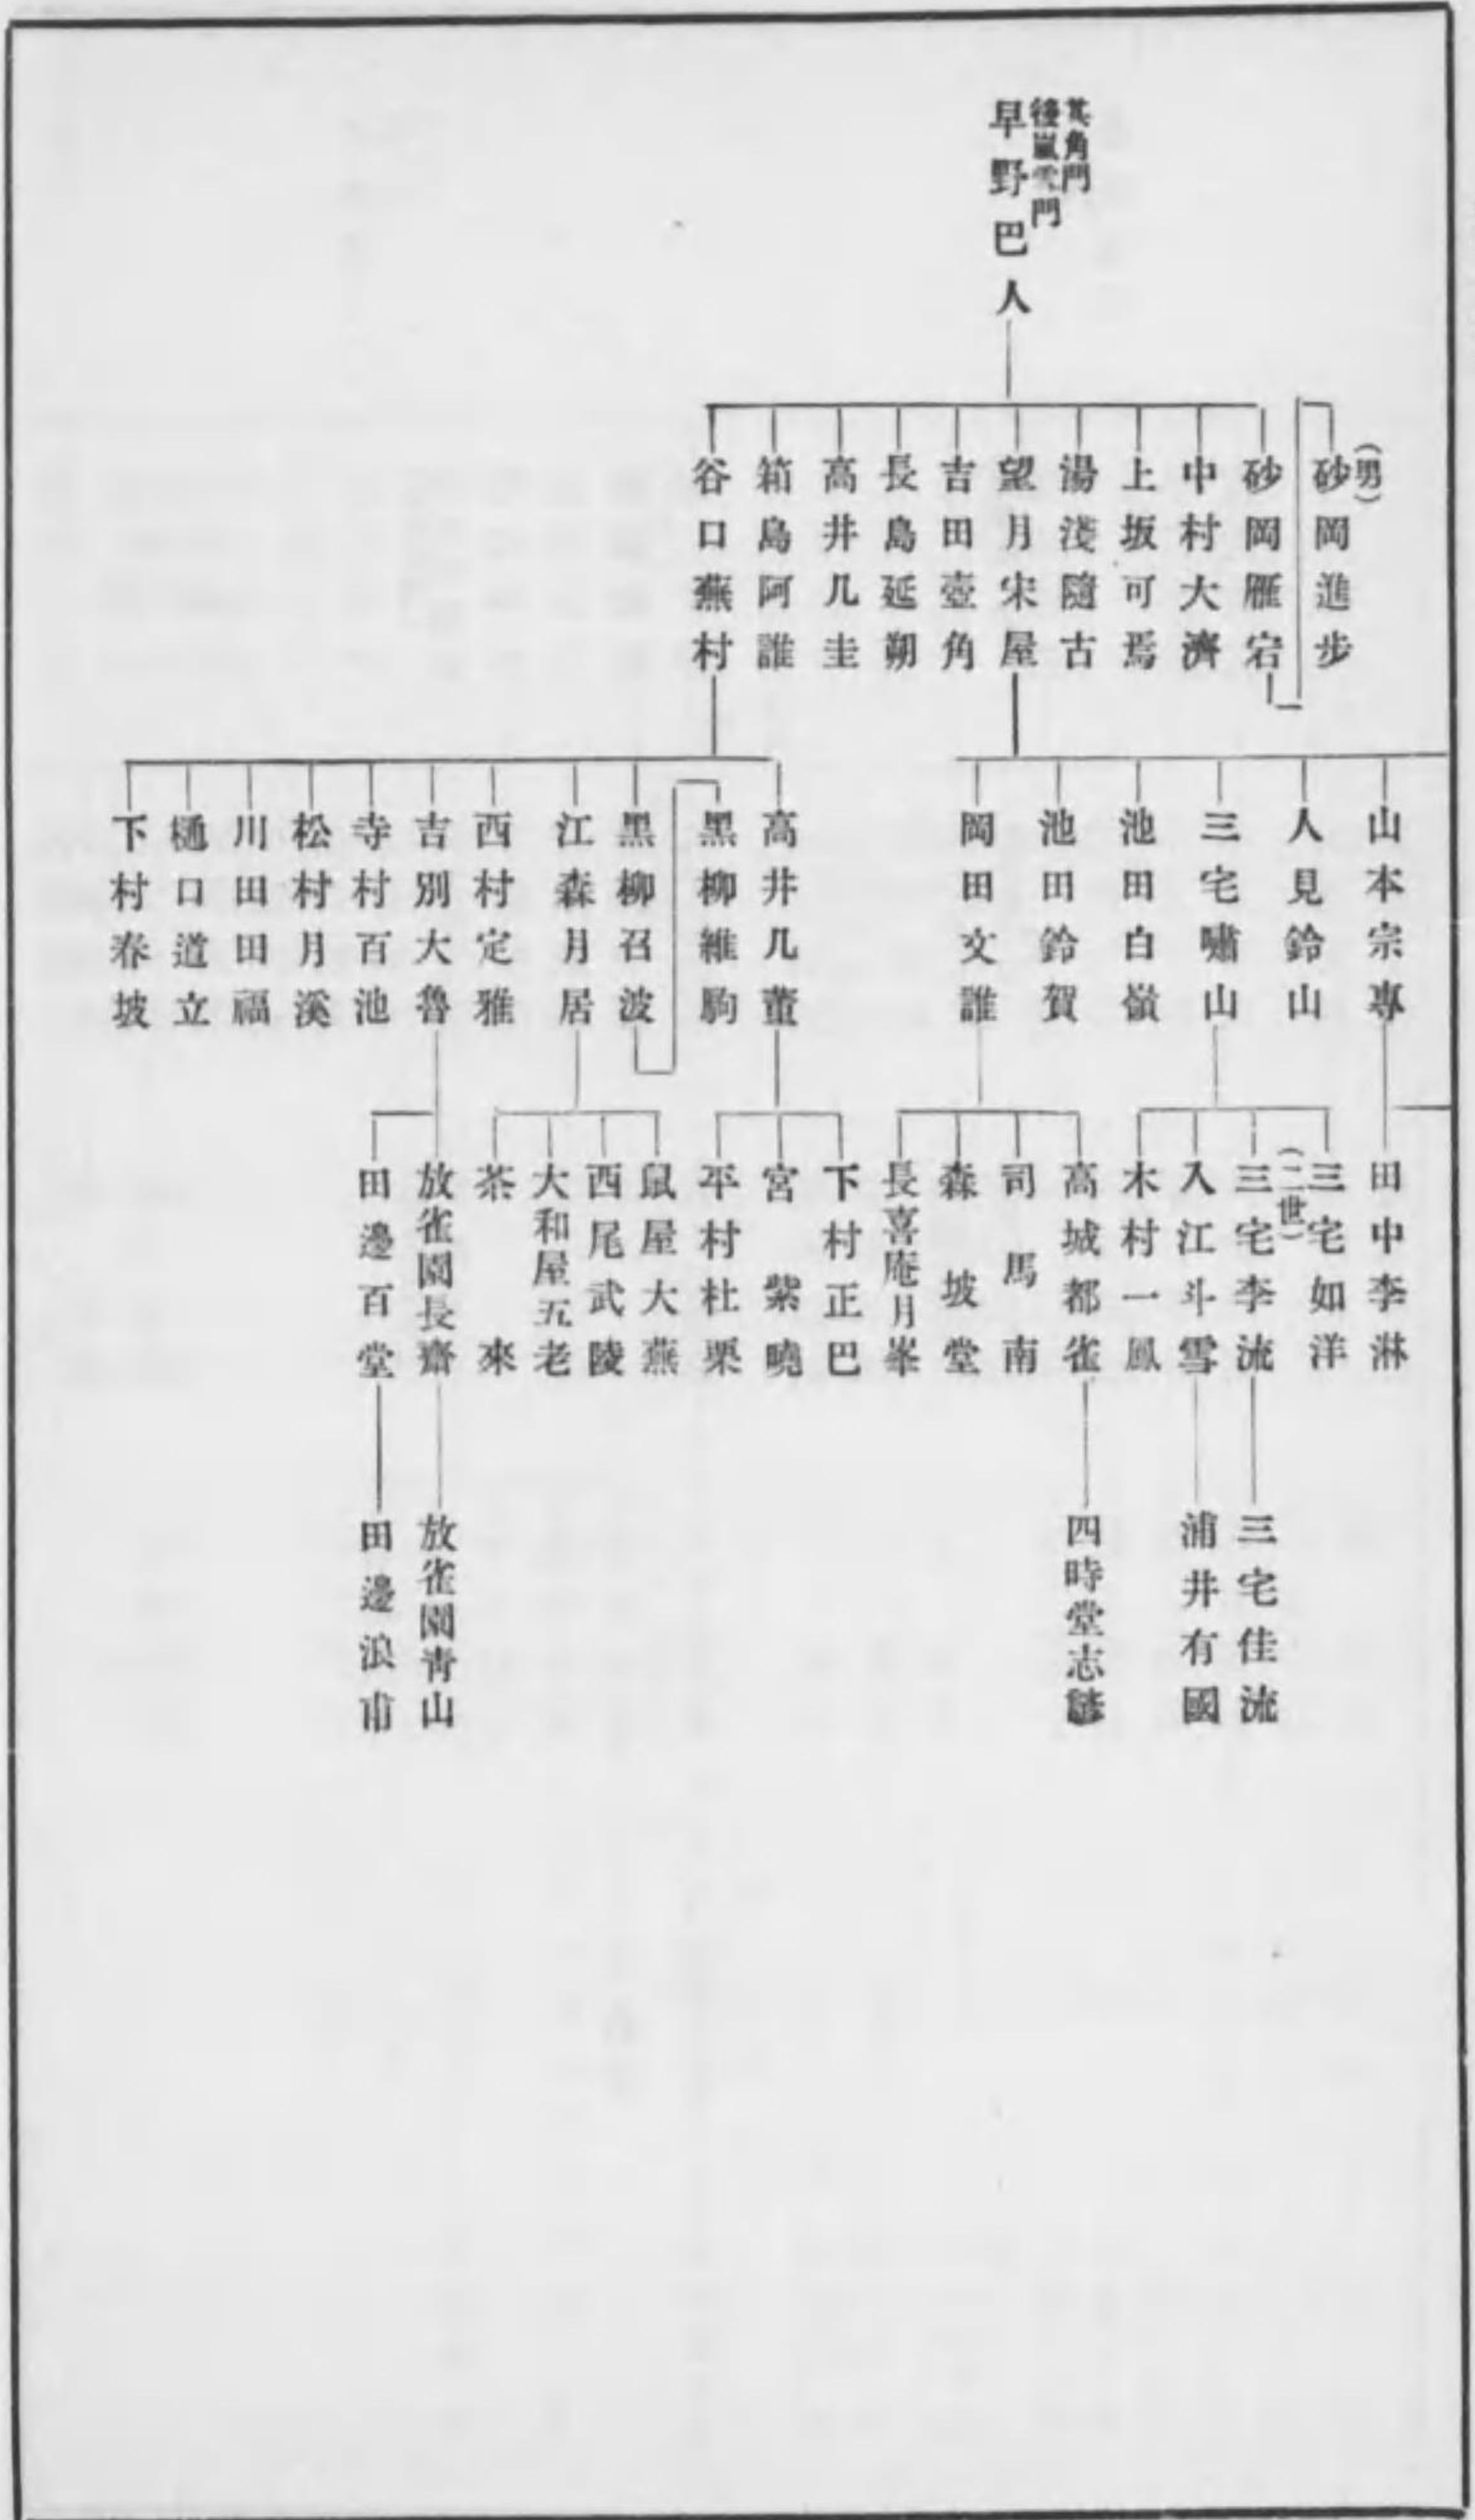 其角門
後嵐雪門
早野巴人
(男)
砂岡進步
砂岡雁宕
中村大濟
上坂可焉
湯淺隨古
望月宋屋
吉田壺角
長島延朔
高井几圭
箱島阿誰
谷口蕪村
山本宗專
人見鈴山
三宅嘯山
池田白嶺
池田鈴賀
岡田文誰
高井几董
黑柳維駒
黑柳召波
江森月居
西村定雅
吉別大魯
寺村百池
松村月溪
川田田福
樋口道立
下村春坡
田中李淋
三宅如洋
(二世)
三宅李流
入江斗雪
木村一鳳
高城都雀
司馬南
森坡堂
長喜庵月峯
下村正巴
宮紫曉
平村杜栗
鼠屋大燕
西尾武陵
大和屋五老
茶來
放雀園長齋
田邊百堂
三宅佳流
浦井有國
四時堂志
放雀園靑山
田邊浪甫